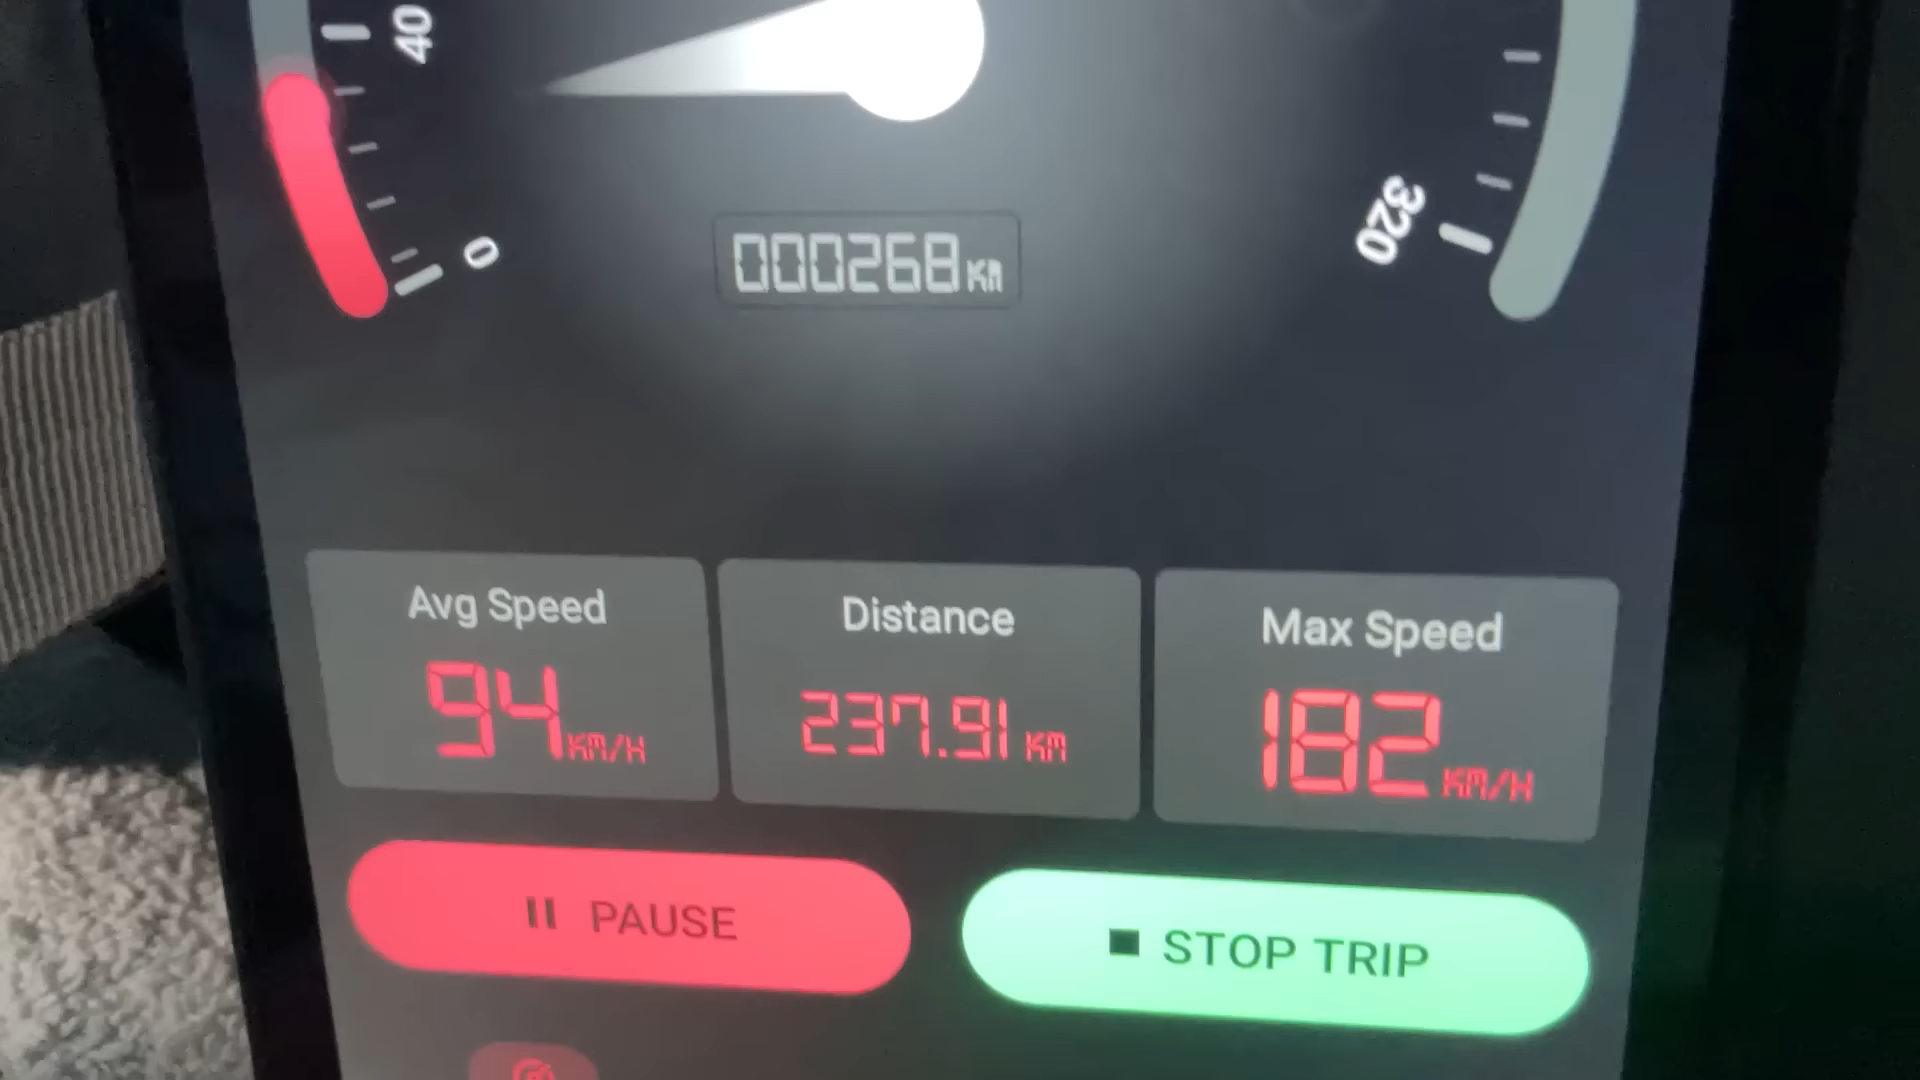 40
0
320
000268 KM
Avg Speed
94 KM/H
Distance
237.91 KM
Max Speed
182 KM/H
PAUSE
STOP TRIP